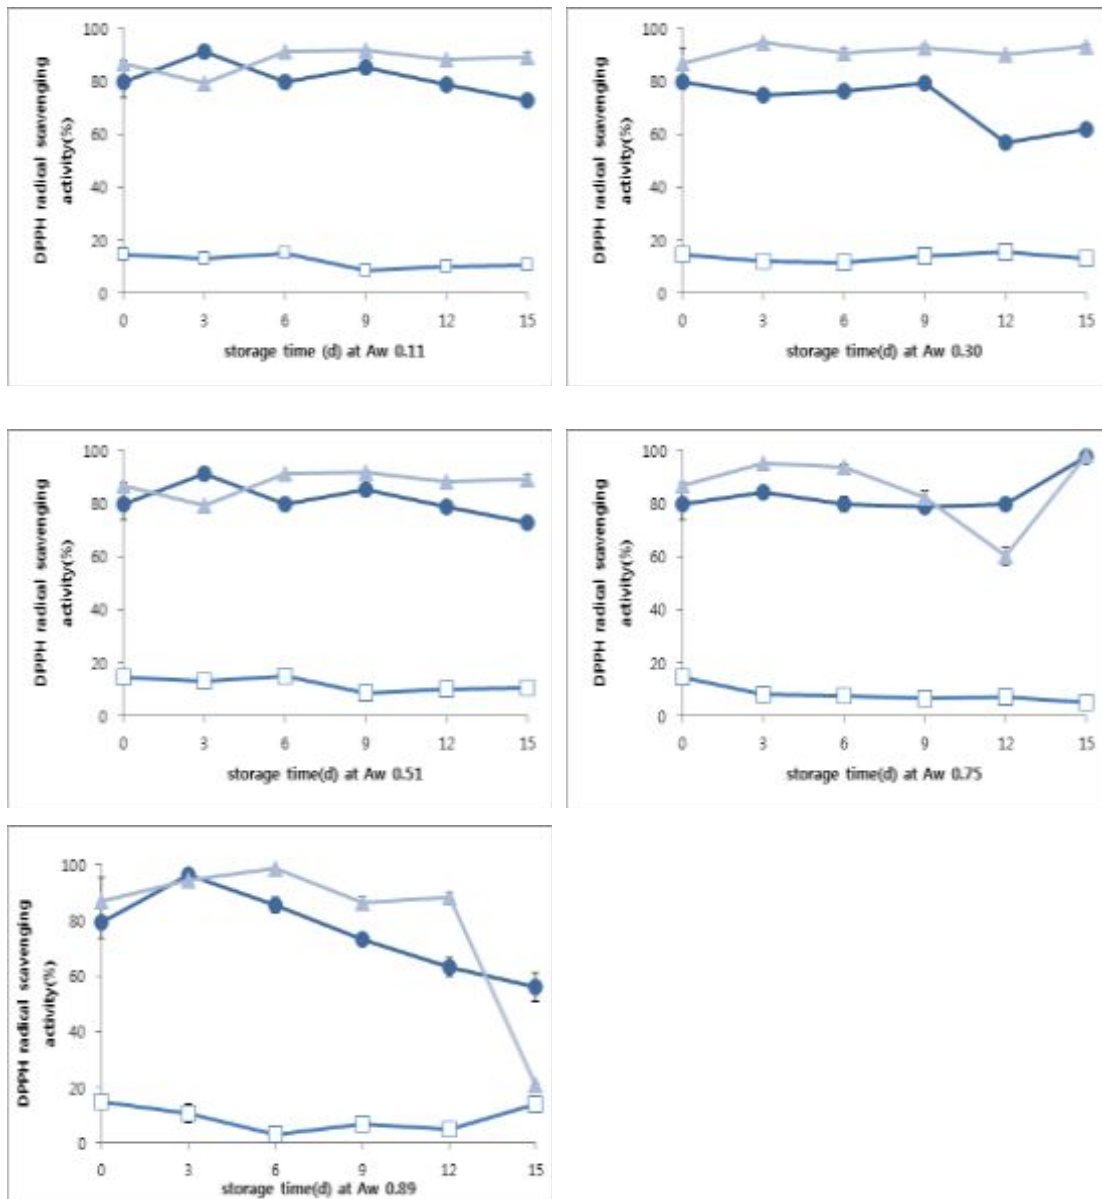 DPPH radical scavenging
activity(%)
100
80
60
40
20
0
0 3 6 9 12 15
storage time (d) at Aw 0.11
DPPH radical scavenging
activity(%)
100
80
60
40
20
0
0 3 6 9 12 15
storage time(d) at Aw 0.30
DPPH radical scavenging
activity(%)
100
80
60
40
20
0
0 3 6 9 12 15
storage time(d) at Aw 0.51
DPPH radical scavenging
activity(%)
100
80
60
40
20
0
0 3 6 9 12 15
storage time(d) at Aw 0.75
DPPH radical scavenging
activity(%)
100
80
60
40
20
0
0 3 6 9 12 15
storage time(d) at Aw 0.89